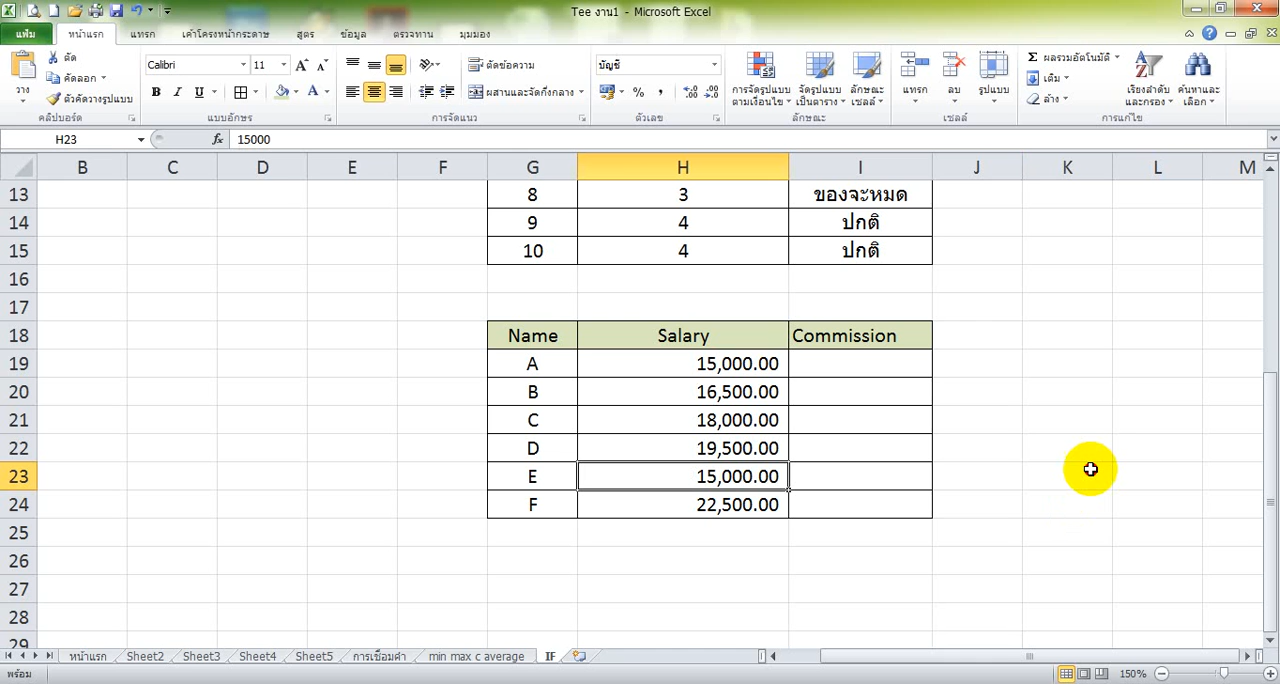 Tee งาน1 - Microsoft Excel
แฟ้ม หน้าแรก แทรก เค้าโครงหน้ากระดาษ สูตร ข้อมูล ตรวจทาน มุมมอง
วาง
ตัด
คัดลอก
ตัวคัดวางรูปแบบ
คลิปบอร์ด
Calibri 11
B I U
แบบอักษร
ตัดข้อความ
ผสานและจัดกึ่งกลาง
การจัดแนว
บัญชี
%
ตัวเลข
การจัดรูปแบบ ตามเงื่อนไข
จัดรูปแบบ เป็นตาราง
ลักษณะ เซลล์
ลักษณะ
แทรก ลบ รูปแบบ
เซลล์
Σ ผลรวมอัตโนมัติ
เติม
ล้าง
เรียงลำดับ และกรอง
ค้นหาและ เลือก
การแก้ไข
H23 fx 15000
B C D E F G H I J K L M
13 8 3 ของจะหมด
14 9 4 ปกติ
15 10 4 ปกติ
16
17
18 Name Salary Commission
19 A 15,000.00
20 B 16,500.00
21 C 18,000.00
22 D 19,500.00
23 E 15,000.00
24 F 22,500.00
25
26
27
28
29
หน้าแรก Sheet2 Sheet3 Sheet4 Sheet5 การเชื่อมคำ min max c average IF
พร้อม 150%